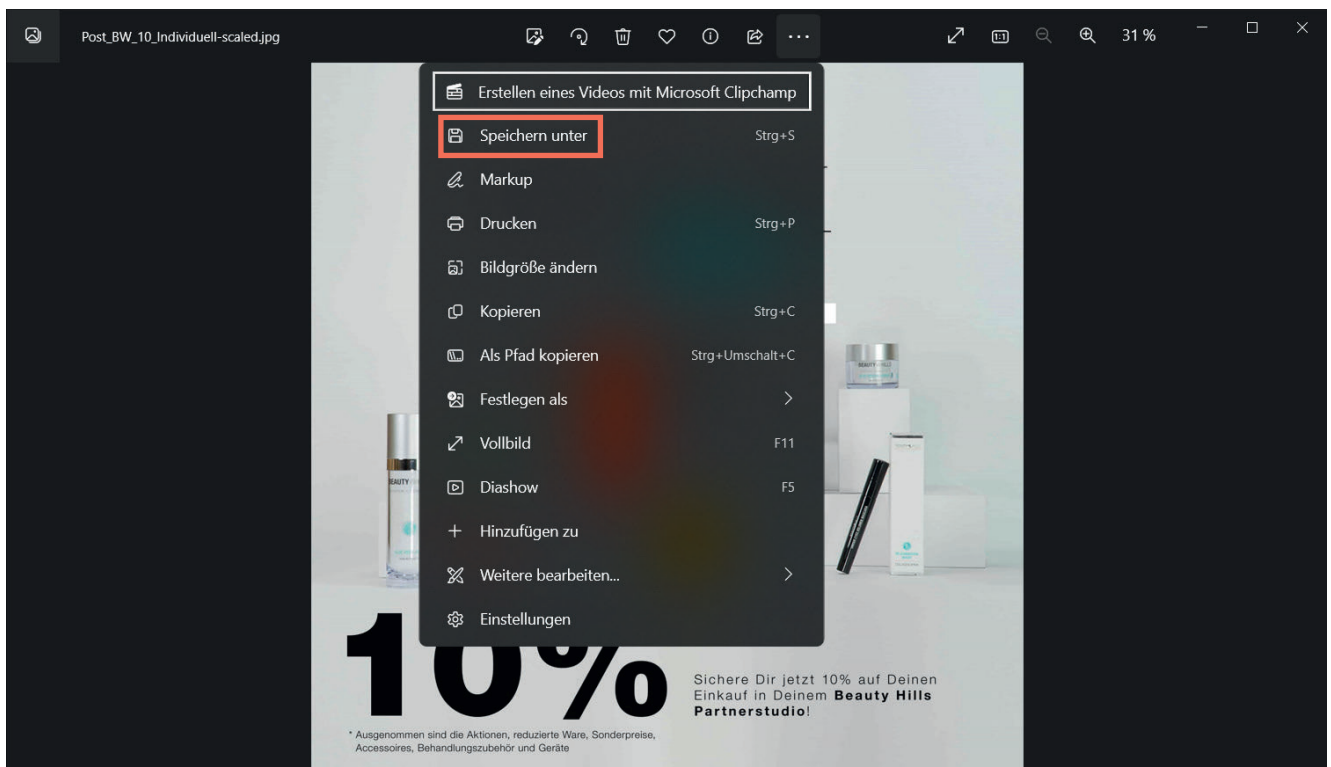 Post_BW_10_Individuell-scaled.jpg
31 %
Erstellen eines Videos mit Microsoft Clipchamp
Speichern unter Strg+S
Markup
Drucken Strg+P
Bildgröße ändern
Kopieren Strg+C
Als Pfad kopieren Strg+Umschalt+C
Festlegen als
Vollbild F11
Diashow F5
Hinzufügen zu
Weitere bearbeiten...
Einstellungen
10%
Sichere Dir jetzt 10% auf Deinen
Einkauf in Deinem Beauty Hills
Partnerstudio!
* Ausgenommen sind die Aktionen, reduzierte Ware, Sonderpreise,
Accessoires, Behandlungszubehör und Geräte